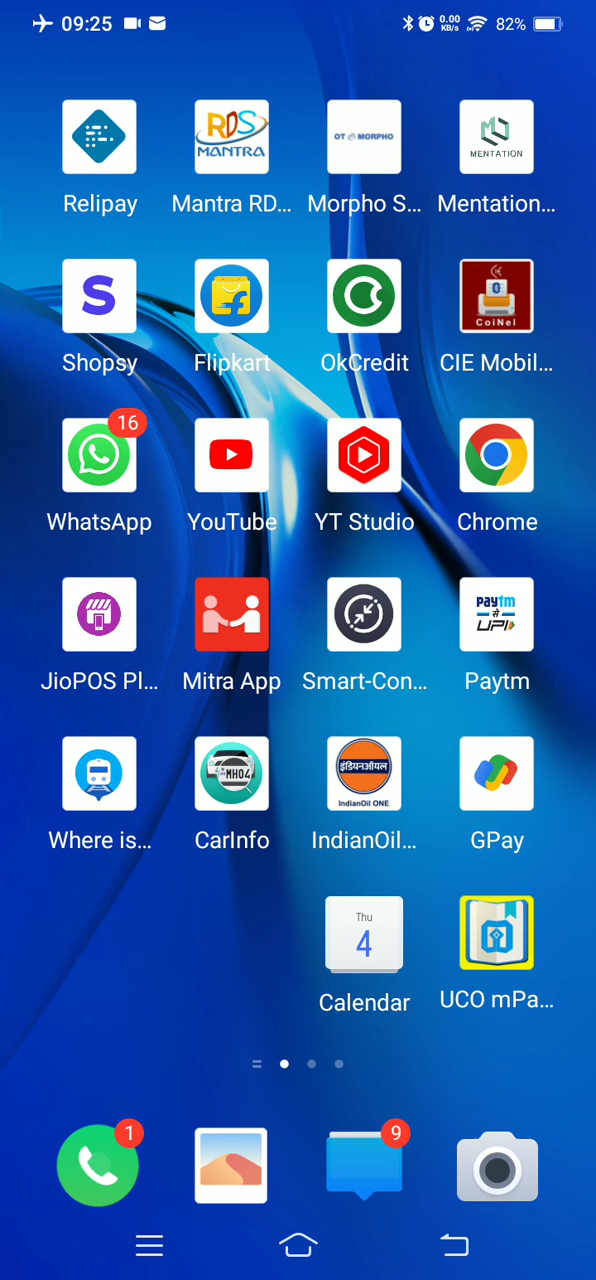 09:25
0.00 KB/s
82%
RDS
MANTRA
OT MORPHO
MENTATION
Relipay
Mantra RD...
Morpho S...
Mentation...
S
CoiNel
Shopsy
Flipkart
OkCredit
CIE Mobil...
16
WhatsApp
YouTube
YT Studio
Chrome
paytm
से
UPI
JioPOS Pl...
Mitra App
Smart-Con...
Paytm
MH04
इंडियनऑयल
IndianOil ONE
Where is...
CarInfo
IndianOil...
GPay
Thu
4
Calendar
UCO mPa...
1
9